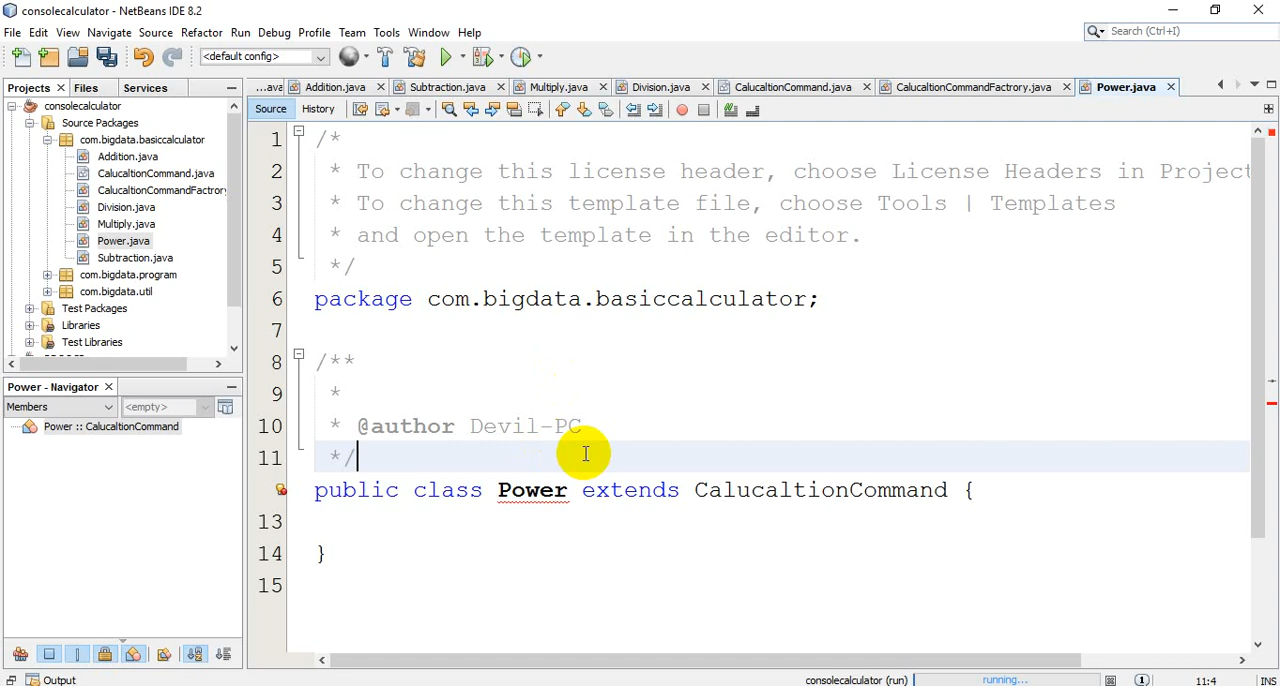 consolecalculator - NetBeans IDE 8.2
File Edit View Navigate Source Refactor Run Debug Profile Team Tools Window Help
Search (Ctrl+I)
<default config>
Projects Files Services
...ava Addition.java Subtraction.java Multiply.java Division.java CalucaltionCommand.java CalucaltionCommandFactrory.java Power.java
Source History
consolecalculator
Source Packages
com.bigdata.basiccalculator
Addition.java
CalucaltionCommand.java
CalucaltionCommandFactrory
Division.java
Multiply.java
Power.java
Subtraction.java
com.bigdata.program
com.bigdata.util
Test Packages
Libraries
Test Libraries
Power - Navigator
Members <empty>
Power :: CalucaltionCommand
1 /*
2 * To change this license header, choose License Headers in Project
3 * To change this template file, choose Tools | Templates
4 * and open the template in the editor.
5 */
6 package com.bigdata.basiccalculator;
7
8 /**
9 *
10 * @author Devil-PC
11 */
public class Power extends CalucaltionCommand {
13
14 }
15
Output
consolecalculator (run) running... 1 11:4 INS